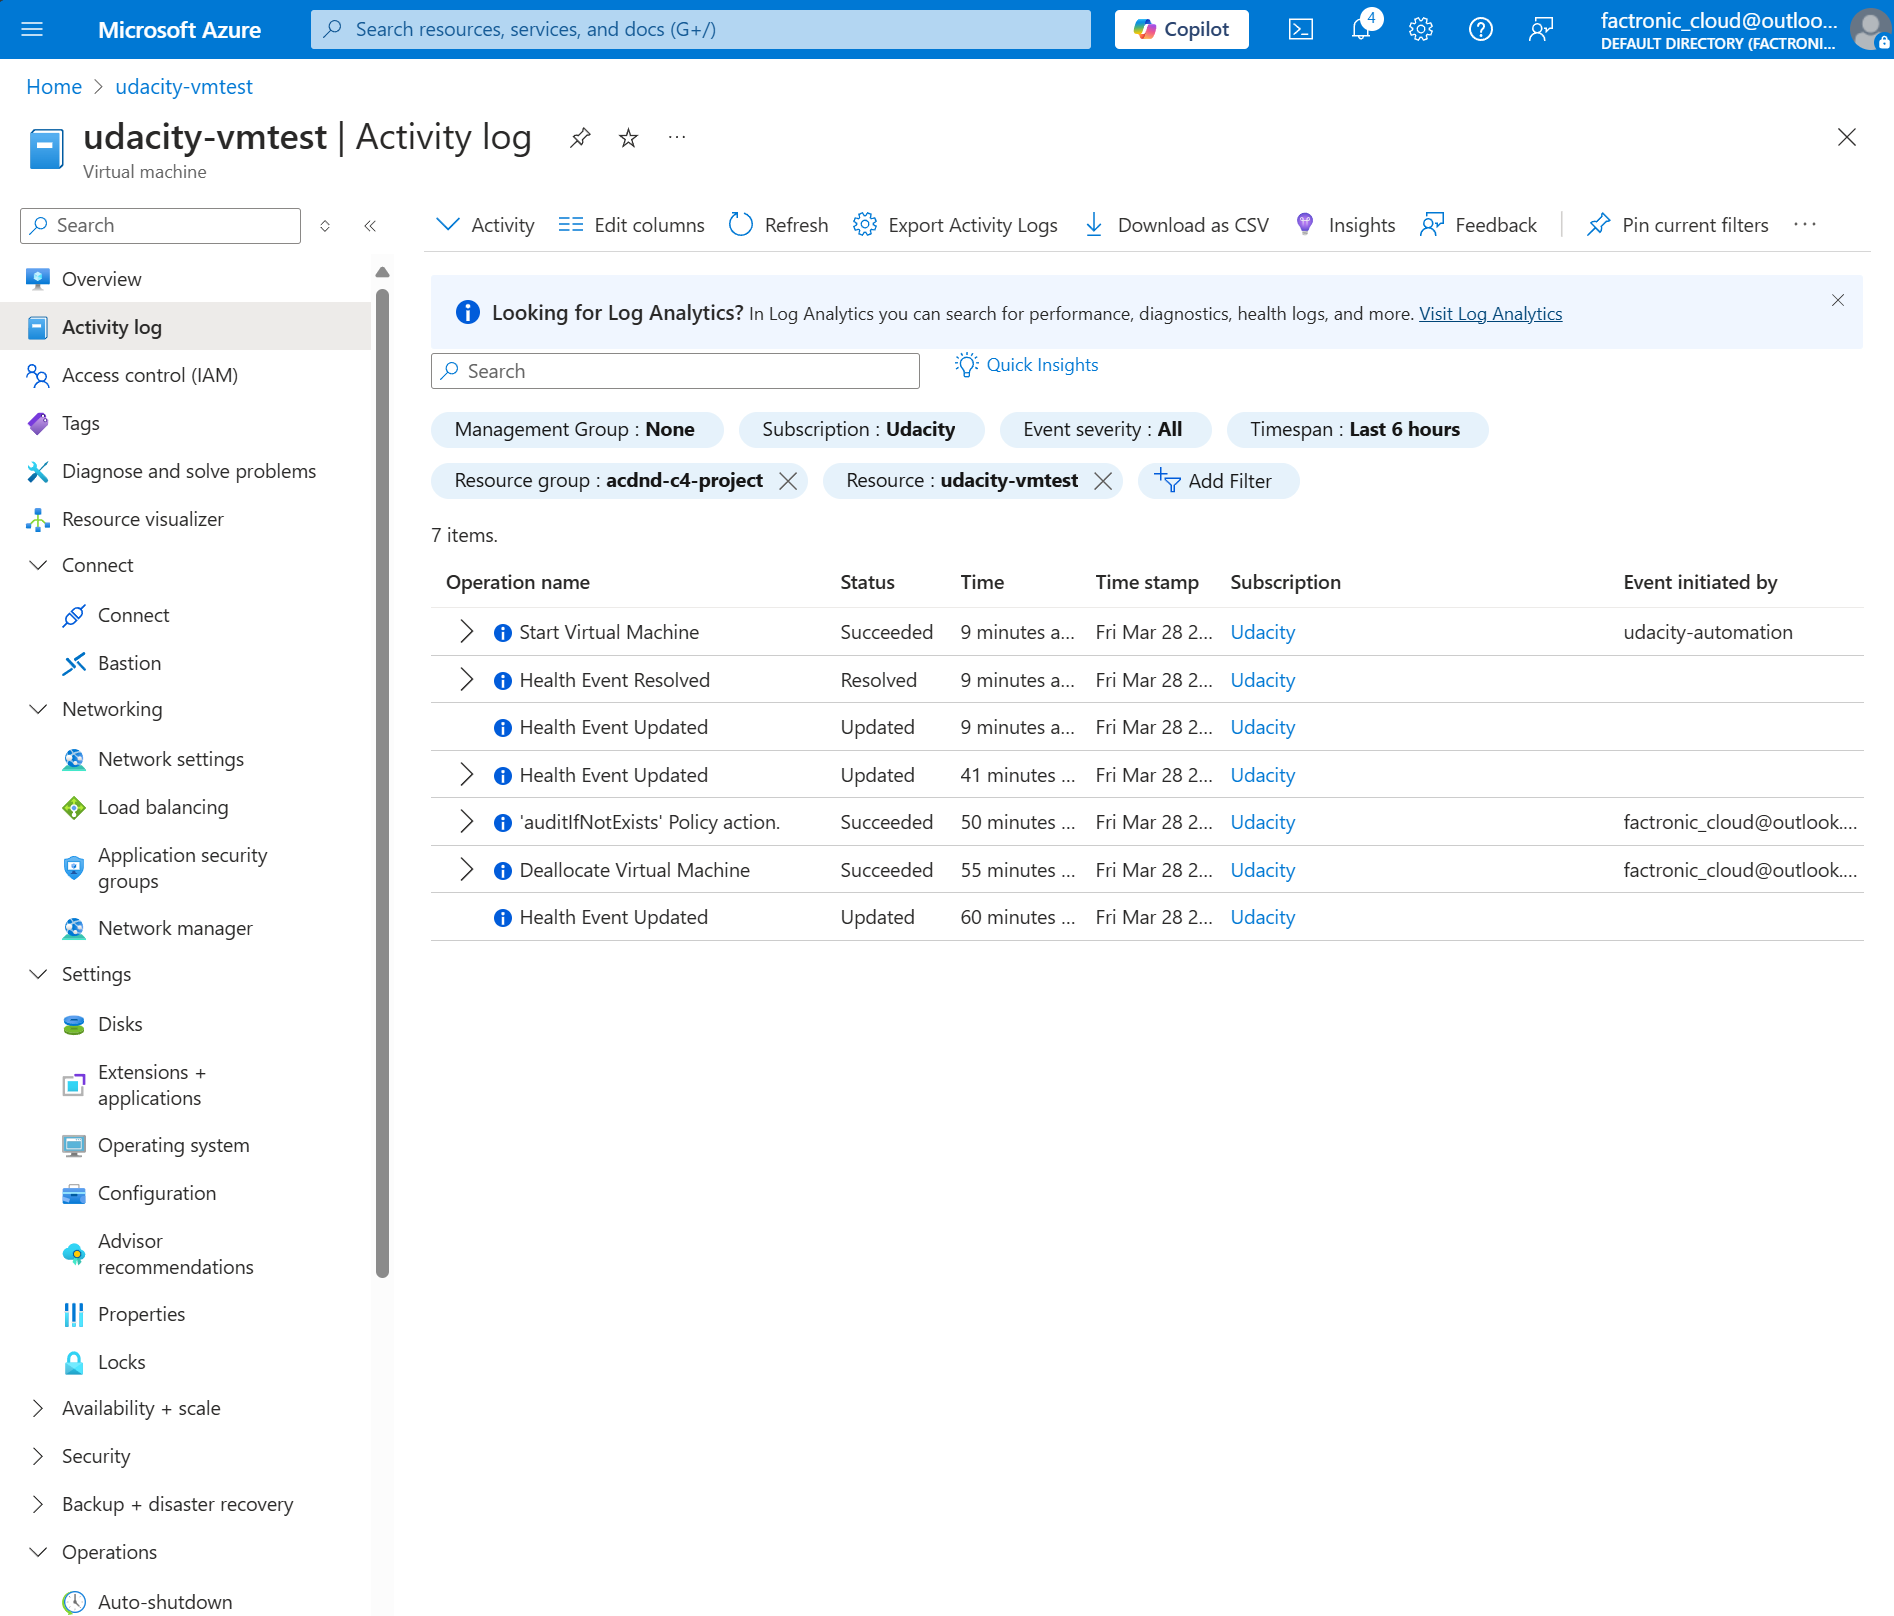 Microsoft Azure
Search resources, services, and docs (G+/)
Copilot
4
factronic_cloud@outloo...
DEFAULT DIRECTORY (FACTRONI...
Home > udacity-vmtest
udacity-vmtest | Activity log
Virtual machine
Search
Overview
Activity log
Access control (IAM)
Tags
Diagnose and solve problems
Resource visualizer
Connect
Connect
Bastion
Networking
Network settings
Load balancing
Application security
groups
Network manager
Settings
Disks
Extensions +
applications
Operating system
Configuration
Advisor
recommendations
Properties
Locks
Availability + scale
Security
Backup + disaster recovery
Operations
Auto-shutdown
Activity Edit columns Refresh Export Activity Logs Download as CSV Insights Feedback Pin current filters
Looking for Log Analytics? In Log Analytics you can search for performance, diagnostics, health logs, and more. Visit Log Analytics
Search
Quick Insights
Management Group : None Subscription : Udacity Event severity : All Timespan : Last 6 hours
Resource group : acdnd-c4-project Resource : udacity-vmtest Add Filter
7 items.
Operation name Status Time Time stamp Subscription Event initiated by
Start Virtual Machine Succeeded 9 minutes a... Fri Mar 28 2... Udacity udacity-automation
Health Event Resolved Resolved 9 minutes a... Fri Mar 28 2... Udacity
Health Event Updated Updated 9 minutes a... Fri Mar 28 2... Udacity
Health Event Updated Updated 41 minutes ... Fri Mar 28 2... Udacity
'auditIfNotExists' Policy action. Succeeded 50 minutes ... Fri Mar 28 2... Udacity factronic_cloud@outlook....
Deallocate Virtual Machine Succeeded 55 minutes ... Fri Mar 28 2... Udacity factronic_cloud@outlook....
Health Event Updated Updated 60 minutes ... Fri Mar 28 2... Udacity